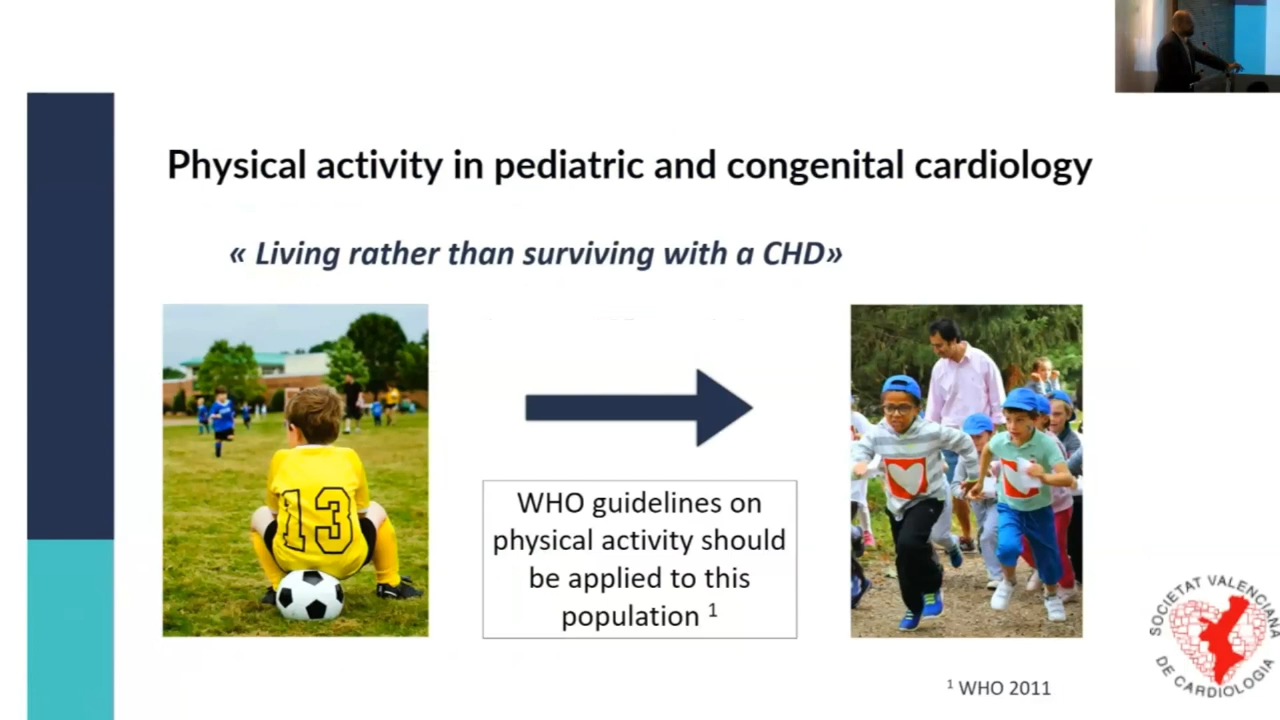 Physical activity in pediatric and congenital cardiology
« Living rather than surviving with a CHD»
13
WHO guidelines on
physical activity should
be applied to this
population ¹
¹ WHO 2011
SOCIETAT VALENCIANA
DE CARDIOLOGIA